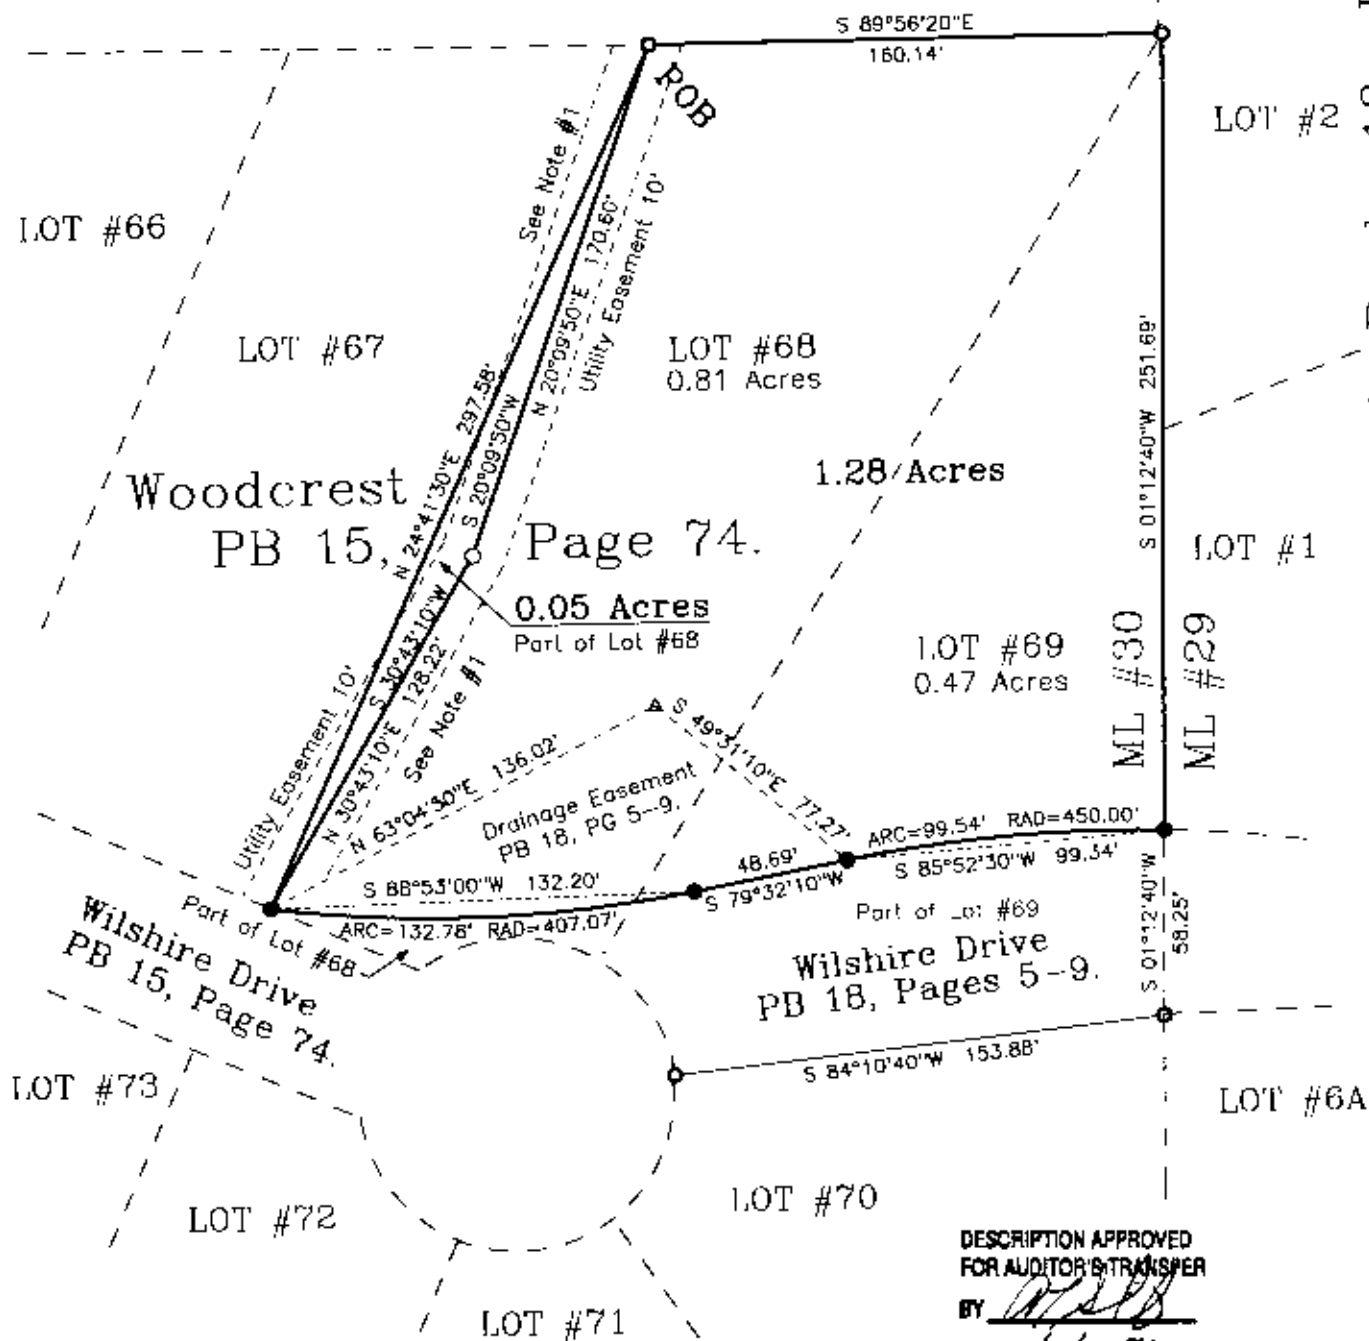 S 89°56'20"E
160.14'
POB
LOT #2
See Note #1
LOT #66
N 20°09'50"E 170.60'
Utility Easement 10'
LOT #67
LOT #68
0.81 Acres
S 01°12'40"W 251.69'
N 24°41'30"E 297.58'
S 20°09'50"W
1.28 Acres
Woodcrest
PB 15, Page 74.
LOT #1
0.05 Acres
Part of Lot #68
S 30°43'10"W
N 30°43'10"E 128.22'
See Note #1
LOT #69
0.47 Acres
ML #30
ML #29
Utility Easement 10'
N 63°04'30"E 136.02'
S 49°31'10"E 77.27'
Drainage Easement
PB 18, PG 5-9.
ARC=99.54' RAD=450.00'
S 85°52'30"W 99.34'
48.69'
S 79°32'10"W
S 88°53'00"W 132.20'
ARC=132.78' RAD=407.07'
Part of Lot #68
Part of Lot #69
S 01°12'40"W
58.25'
Wilshire Drive
PB 15, Page 74.
Wilshire Drive
PB 18, Pages 5-9.
S 84°10'40"W 153.88'
LOT #73
LOT #6A
LOT #72
LOT #70
LOT #71
DESCRIPTION APPROVED
FOR AUDITOR'S TRANSFER
BY